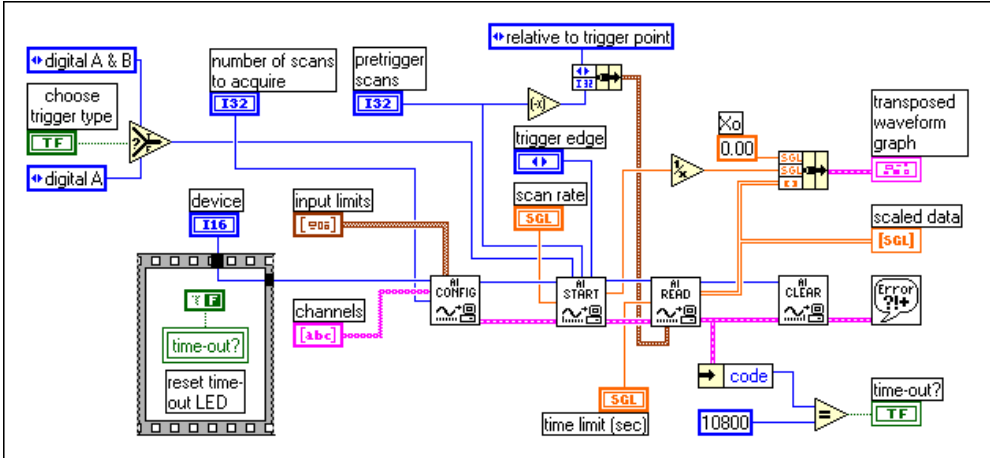 relative to trigger point
digital A & B
number of scans
to acquire
pretrigger
scans
I32
I32
I32
(-x)
choose
trigger type
TF
?
T
F
digital A
trigger edge
Xo
0.00
SGL
SGL
transposed
waveform
graph
1/x
device
I16
input limits
scan rate
SGL
scaled data
[SGL]
AI
CONFIG
AI
START
AI
READ
AI
CLEAR
Error
?!+
channels
[abc]
F
time-out?
reset time-
out LED
SGL
time limit (sec)
code
10800
=
time-out?
TF